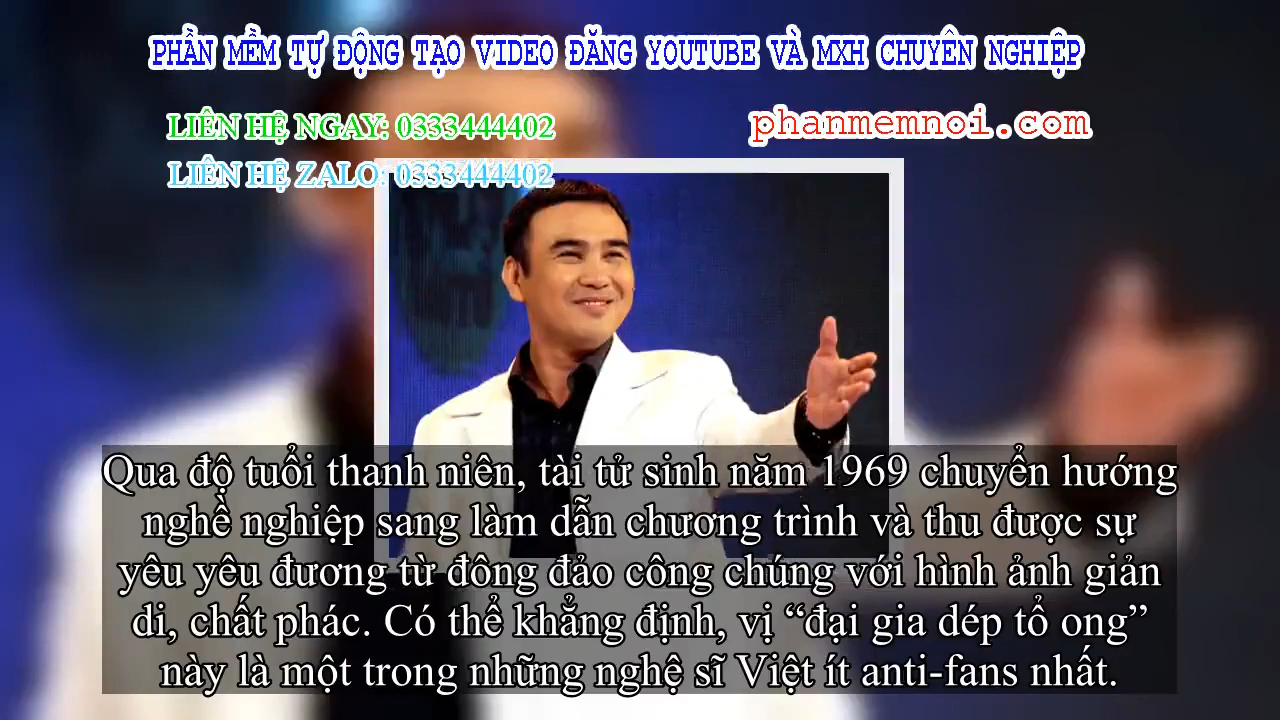 PHẦN MỀM TỰ ĐỘNG TẠO VIDEO ĐĂNG YOUTUBE VÀ MXH CHUYÊN NGHIỆP
LIÊN HỆ NGAY: 0333444402
phanmemnoi.com
LIÊN HỆ ZALO: 0333444402
Qua độ tuổi thanh niên, tài tử sinh năm 1969 chuyển hướng
nghề nghiệp sang làm dẫn chương trình và thu được sự
yêu yêu đương từ đông đảo công chúng với hình ảnh giản
di, chất phác. Có thể khẳng định, vị “đại gia dép tổ ong”
này là một trong những nghệ sĩ Việt ít anti-fans nhất.